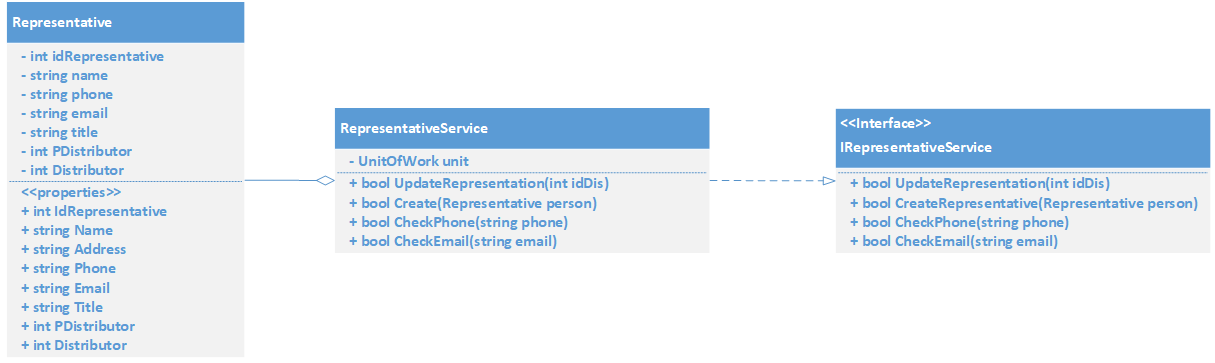 Representative
- int idRepresentative
- string name
- string phone
- string email
- string title
- int PDistributor
- int Distributor
<<properties>>
+ int IdRepresentative
+ string Name
+ string Address
+ string Phone
+ string Email
+ string Title
+ int PDistributor
+ int Distributor
RepresentativeService
- UnitOfWork unit
+ bool UpdateRepresentation(int idDis)
+ bool Create(Representative person)
+ bool CheckPhone(string phone)
+ bool CheckEmail(string email)
<<Interface>>
IRepresentativeService
+ bool UpdateRepresentation(int idDis)
+ bool CreateRepresentative(Representative person)
+ bool CheckPhone(string phone)
+ bool CheckEmail(string email)